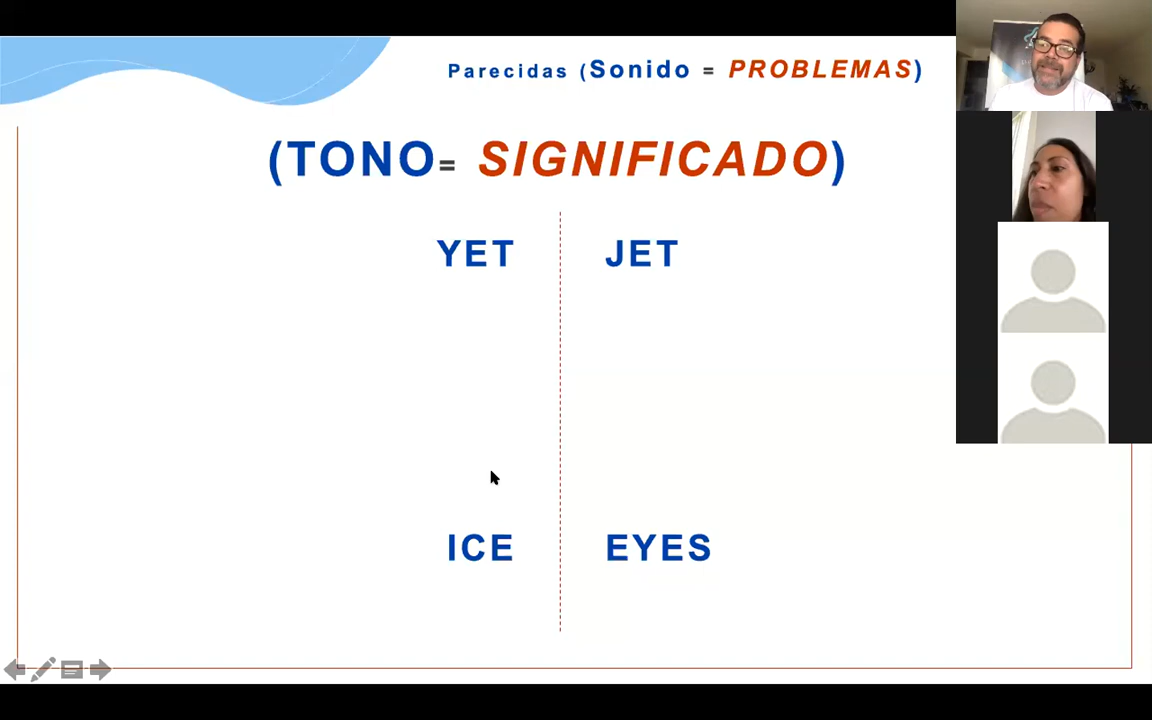 Parecidas (Sonido = PROBLEMAS)
(TONO= SIGNIFICADO)
YET JET
ICE EYES